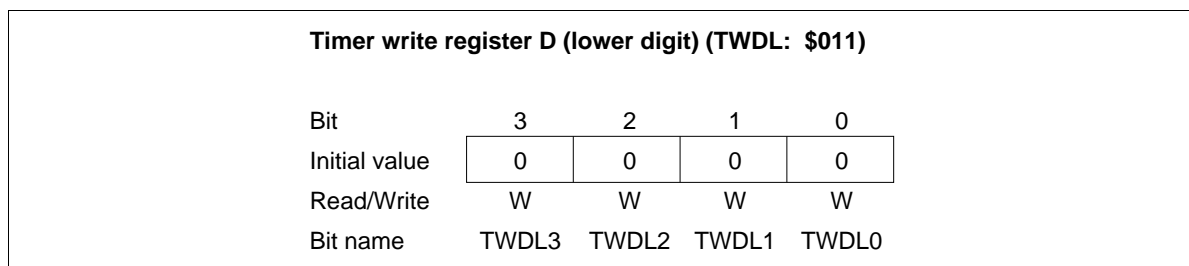 Timer write register D (lower digit) (TWDL: $011)
Bit 3 2 1 0
Initial value 0 0 0 0
Read/Write W W W W
Bit name TWDL3 TWDL2 TWDL1 TWDL0